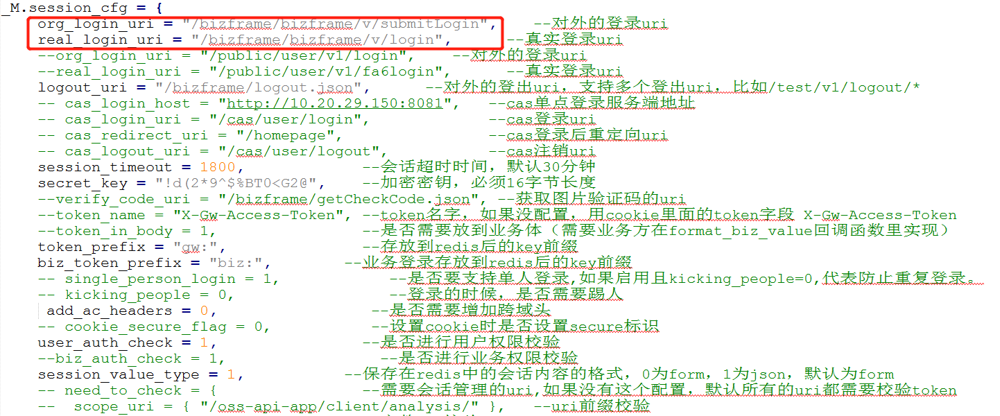 _M.session_cfg = {
org_login_uri = "/bizframe/bizframe/v/submitLogin", --对外的登录uri
real_login_uri = "/bizframe/bizframe/v/login", --真实登录uri
--org_login_uri = "/public/user/v1/login", --对外的登录uri
--real_login_uri = "/public/user/v1/fa6login", --真实登录uri
logout_uri = "/bizframe/logout.json", --对外的登出uri，支持多个登出uri，比如/test/v1/logout/*
-- cas_login_host = "http://10.20.29.150:8081", --cas单点登录服务端地址
-- cas_login_uri = "/cas/user/login", --cas登录uri
-- cas_redirect_uri = "/homepage", --cas登录后重定向uri
-- cas_logout_uri = "/cas/user/logout", --cas注销uri
session_timeout = 1800, --会话超时时间，默认30分钟
secret_key = "!d(2*9^$%BT0<G2@", --加密密钥，必须16字节长度
--verify_code_uri = "/bizframe/getCheckCode.json", --获取图片验证码的uri
--token_name = "X-Gw-Access-Token", --token名字，如果没配置，用cookie里面的token字段 X-Gw-Access-Token
--token_in_body = 1, --是否需要放到业务体（需要业务方在format_biz_value回调函数里实现）
token_prefix = "gw:", --存放到redis后的key前缀
biz_token_prefix = "biz:", --业务登录存放到redis后的key前缀
-- single_person_login = 1, --是否要支持单人登录,如果启用且kicking_people=0,代表防止重复登录。
-- kicking_people = 0, --登录的时候，是否需要踢人
add_ac_headers = 0, --是否需要增加跨域头
-- cookie_secure_flag = 0, --设置cookie时是否设置secure标识
user_auth_check = 1, --是否进行用户权限校验
--biz_auth_check = 1, --是否进行业务权限校验
session_value_type = 1, --保存在redis中的会话内容的格式，0为form，1为json，默认为form
-- need_to_check = { --需要会话管理的uri,如果没有这个配置，默认所有的uri都需要校验token
-- scope_uri = { "/oss-api-app/client/analysis/" }, --uri前缀校验